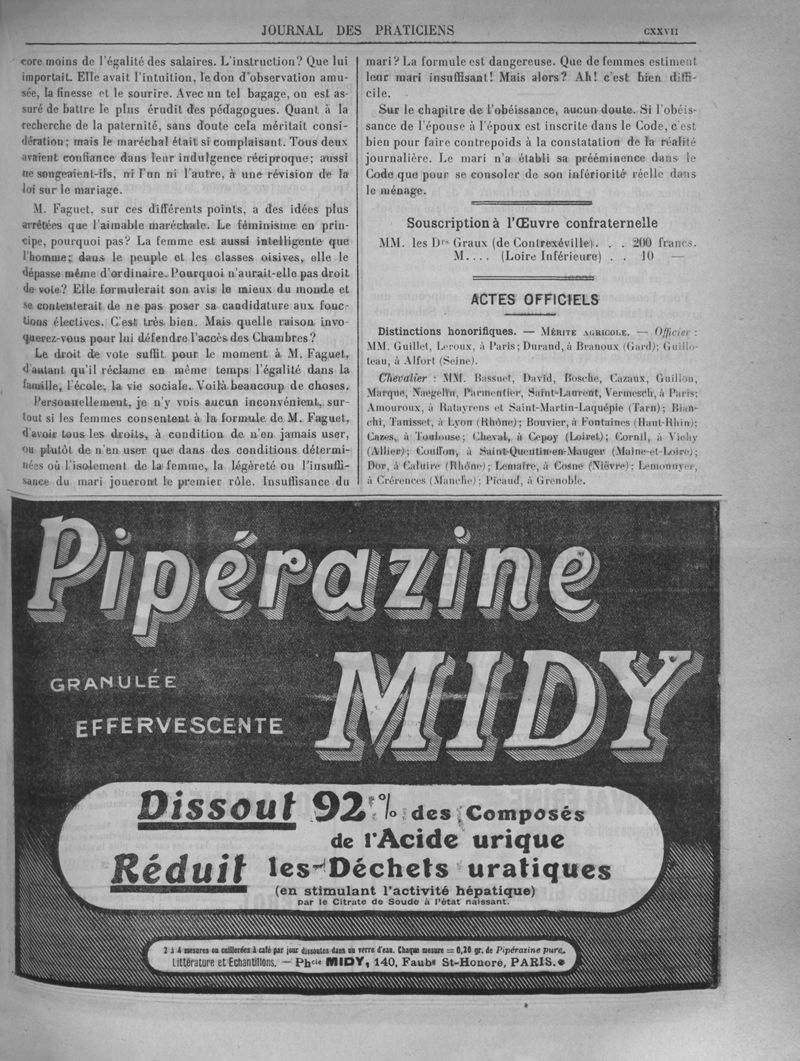 JOURNAL DES PRATICIENS
CXXVII
core moins de l'égalité des salaires. L'instruction? Que lui
importait. Elle avait l'intuition, le don d'observation amu-
sée, la finesse et le sourire. Avec un tel bagage, on est as-
suré de battre le plus érudit des pédagogues. Quant à la
recherche de la paternité, sans doute cela méritait consi-
dération; mais le maréchal était si complaisant. Tous deux
avaient confiance dans leur indulgence réciproque; aussi
ne songeaient-ils, ni l'un ni l'autre, à une révision de la
loi sur le mariage.
M. Faguet, sur ces différents points, a des idées plus
arrêtées que l'aimable maréchale. Le féminisme en prin-
cipe, pourquoi pas? La femme est aussi intelligente que
l'homme; dans le peuple et les classes oisives, elle le
dépasse même d'ordinaire. Pourquoi n'aurait-elle pas droit
de vote? Elle formulerait son avis le mieux du monde et
se contenterait de ne pas poser sa candidature aux fonc-
tions électives. C'est très bien. Mais quelle raison invo-
querez-vous pour lui défendre l'accès des Chambres?
Le droit de vote suffit pour le moment à M. Faguet,
d'autant qu'il réclame en même temps l'égalité dans la
famille, l'école, la vie sociale. Voilà beaucoup de choses.
Personnellement, je n'y vois aucun inconvénient, sur-
tout si les femmes consentent à la formule de M. Faguet,
d'avoir tous les droits, à condition de n'en jamais user,
ou plutôt de n'en user que dans des conditions détermi-
nées où l'isolement de la femme, la légéreté ou l'insuffi-
sance du mari joueront le premier rôle. Insuffisance du
mari? La formule est dangereuse. Que de femmes estiment
leur mari insuffisant! Mais alors? Ah! c'est bien diffi-
cile.
Sur le chapitre de l'obéissance, aucun doute. Si l'obéis-
sance de l'épouse à l'époux est inscrite dans le Code, c'est
bien pour faire contrepoids à la constatation de la réalité
journalière. Le mari n'a établi sa prééminence dans le
Code que pour se consoler de son infériorité réelle dans
le ménage.
Souscription à l'Œuvre confraternelle
MM. les Drs Graux (de Contrexéville). . . 200 francs.
M.... (Loire Inférieure) . . 10 —
ACTES OFFICIELS
Distinctions honorifiques. — MÉRITE AGRICOLE. — Officier :
MM. Guillet, Leroux, à Paris; Durand, à Branoux (Gard); Guillo-
teau, à Alfort (Seine).
Chevalier : MM. Bassuet, David, Bosche, Cazaux, Guillon,
Marque, Naegelin, Parmentier, Saint-Laurent, Vermesch, à Paris;
Amouroux, à Ratayrens et Saint-Martin-Laquépie (Tarn); Bian-
chi, Tanisset, à Lyon (Rhône); Bouvier, à Fontaines (Haut-Rhin);
Cazes, à Toulouse; Cheval, à Cepoy (Loiret); Cornil, à Vichy
(Allier); Couffon, à Saint-Quentin-en-Mauger (Maine-et-Loire);
Dor, à Caluire (Rhône); Lemaire, à Cosne (Nièvre); Lemonnyer,
à Crérences (Manche); Picaud, à Grenoble.
Pipérazine
MIDY
GRANULÉE
EFFERVESCENTE
Dissout 92% des Composés
de l'Acide urique
Réduit les Déchets uratiques
(en stimulant l'activité hépatique)
par le Citrate de Soude à l'état naissant.
2 à 4 mesures ou cuillerées à café par jour dissoutes dans un verre d'eau. Chaque mesure = 0,20 gr. de Pipérazine pure.
Littérature et Echantillons. — Phcie MIDY, 140, Faubg St-Honoré, PARIS.